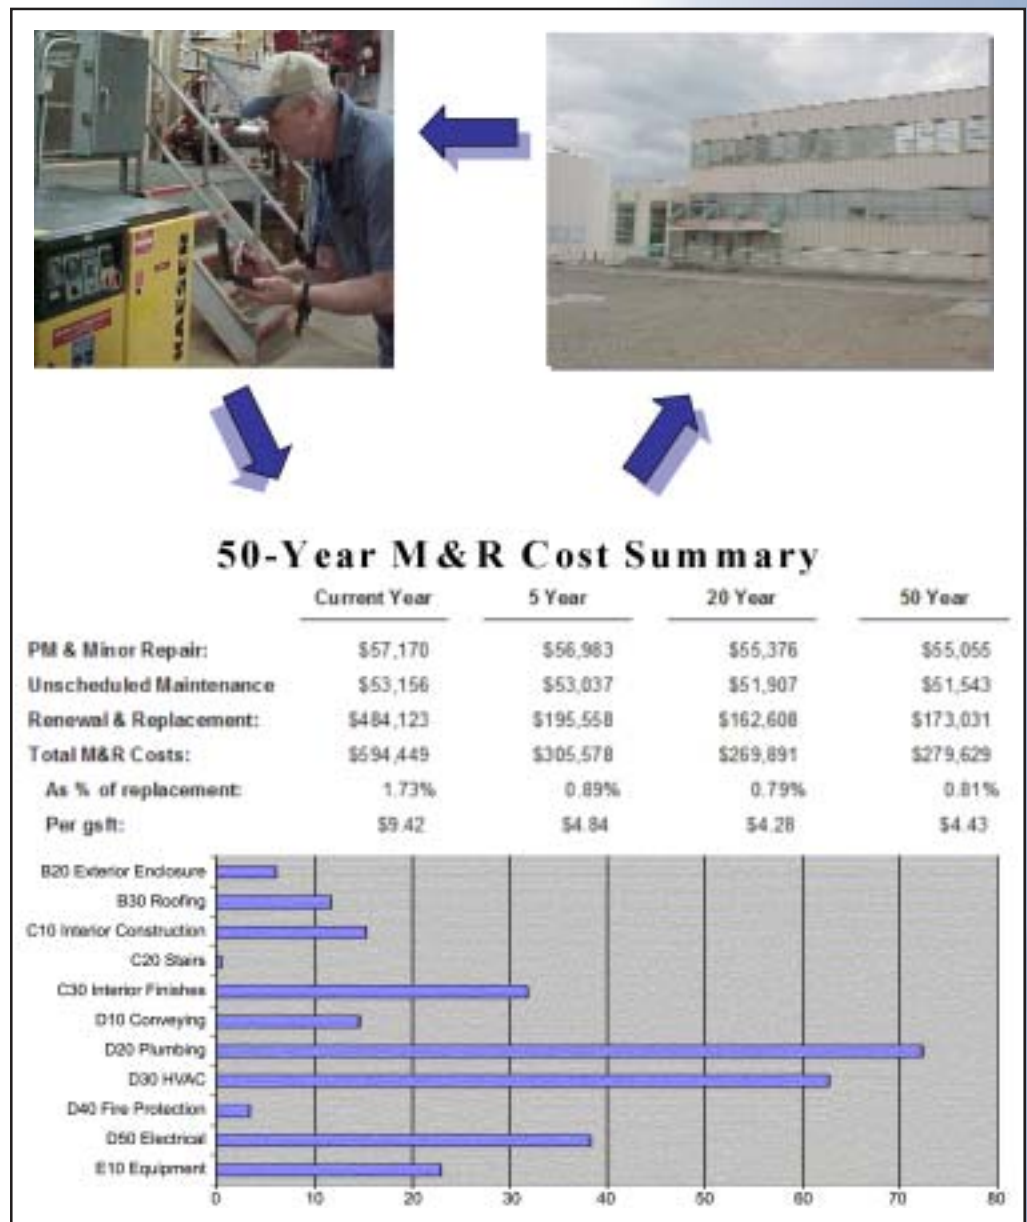 KAESER
50-Year M&R Cost Summary
Current Year 5 Year 20 Year 50 Year
PM & Minor Repair: $57,170 $56,983 $55,376 $55,055
Unscheduled Maintenance $53,156 $53,037 $51,907 $51,543
Renewal & Replacement: $484,123 $195,558 $162,608 $173,031
Total M&R Costs: $594,449 $305,578 $269,891 $279,629
As % of replacement: 1.73% 0.89% 0.79% 0.81%
Per gsft: $9.42 $4.84 $4.28 $4.43
B20 Exterior Enclosure
B30 Roofing
C10 Interior Construction
C20 Stairs
C30 Interior Finishes
D10 Conveying
D20 Plumbing
D30 HVAC
D40 Fire Protection
D50 Electrical
E10 Equipment
0 10 20 30 40 50 60 70 80